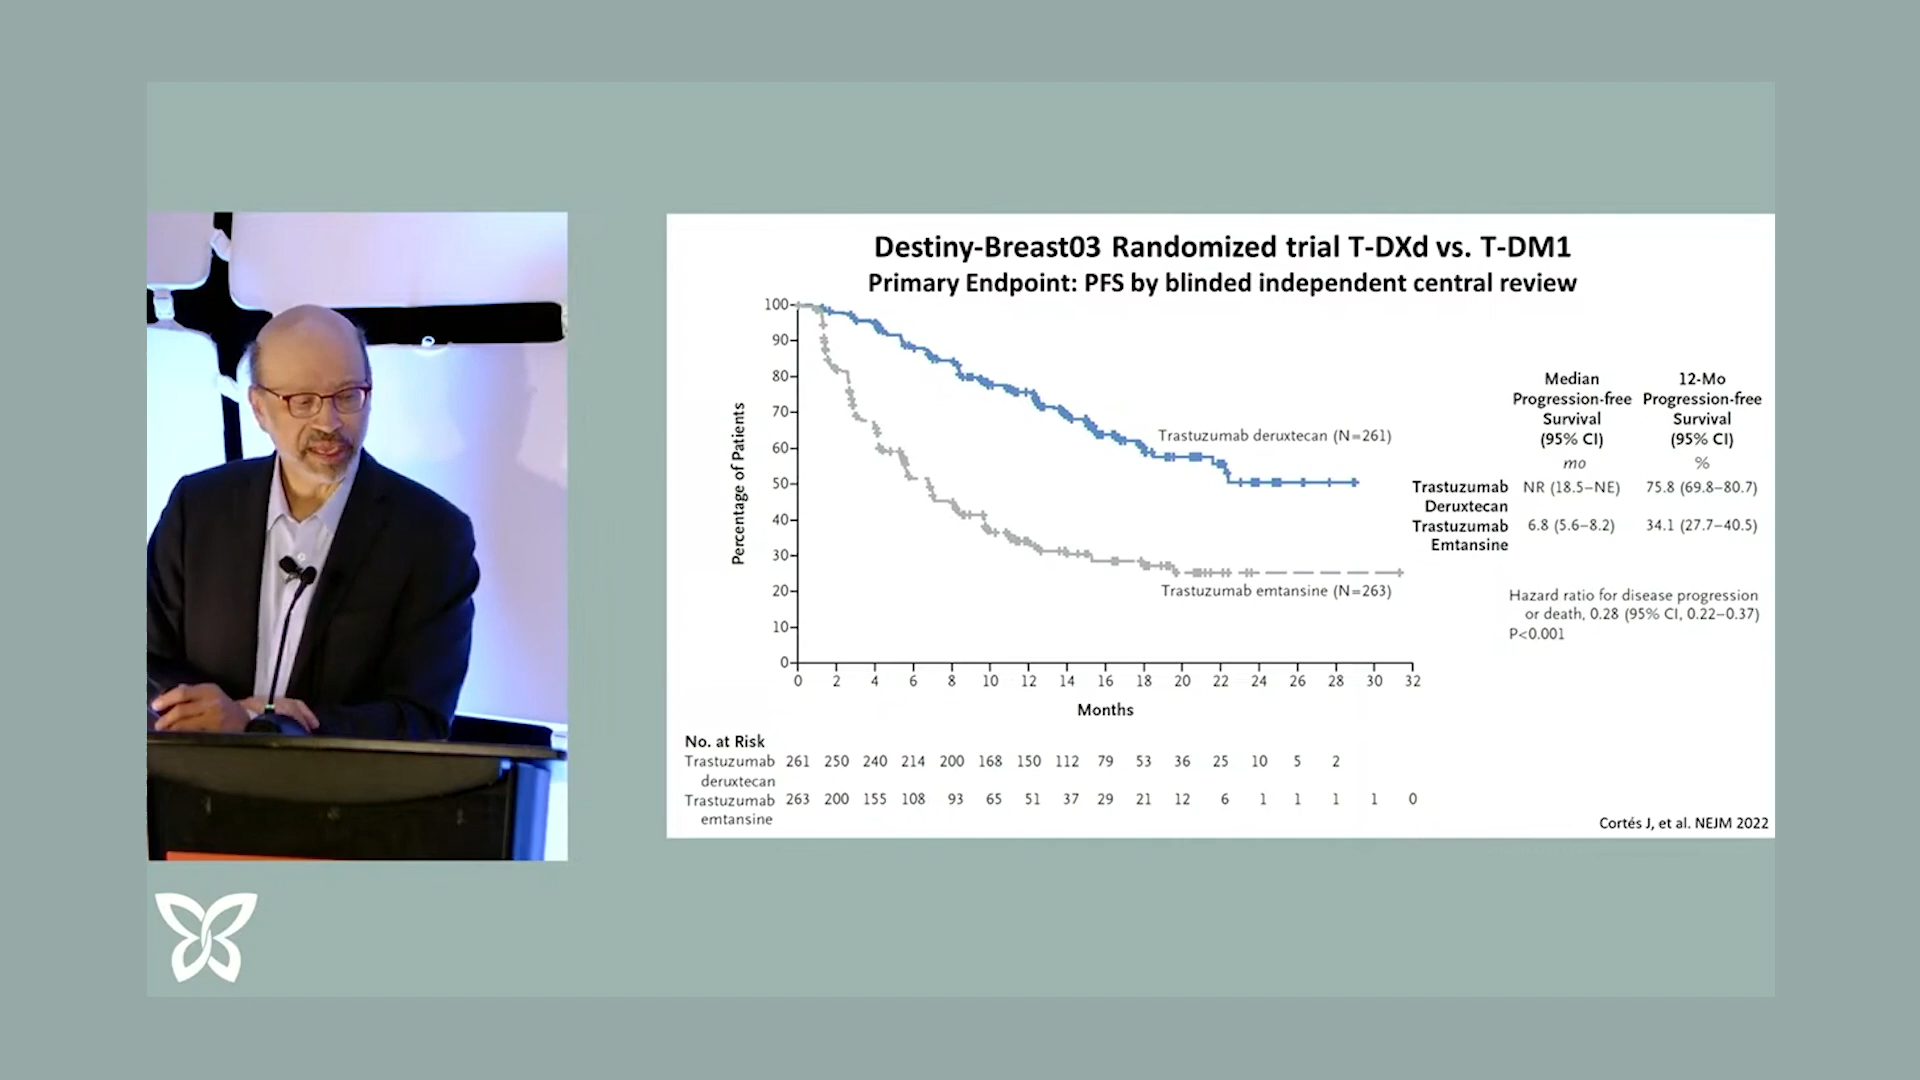 Destiny-Breast03 Randomized trial T-DXd vs. T-DM1
Primary Endpoint: PFS by blinded independent central review
100
90
80
70
60
50
40
30
20
10
0
Percentage of Patients
Trastuzumab deruxtecan (N=261)
Trastuzumab emtansine (N=263)
0 2 4 6 8 10 12 14 16 18 20 22 24 26 28 30 32
Months
Median Progression-free Survival (95% CI)
12-Mo Progression-free Survival (95% CI)
mo %
Trastuzumab Deruxtecan NR (18.5–NE) 75.8 (69.8–80.7)
Trastuzumab Emtansine 6.8 (5.6–8.2) 34.1 (27.7–40.5)
Hazard ratio for disease progression
or death, 0.28 (95% CI, 0.22–0.37)
P<0.001
No. at Risk
Trastuzumab deruxtecan 261 250 240 214 200 168 150 112 79 53 36 25 10 5 2
Trastuzumab emtansine 263 200 155 108 93 65 51 37 29 21 12 6 1 1 1 1 0
Cortés J, et al. NEJM 2022